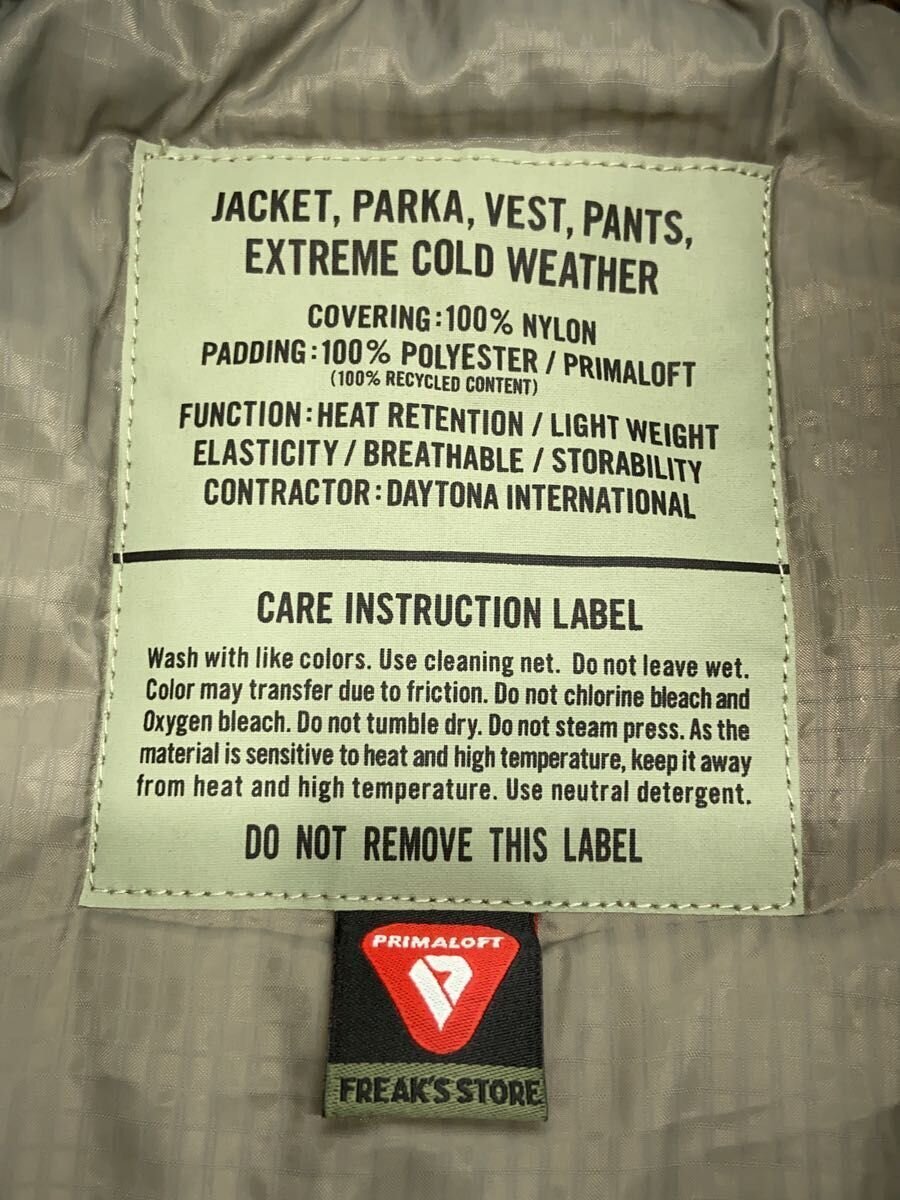 JACKET, PARKA, VEST, PANTS,
EXTREME COLD WEATHER
COVERING:100% NYLON
PADDING:100% POLYESTER / PRIMALOFT
(100% RECYCLED CONTENT)
FUNCTION:HEAT RETENTION / LIGHT WEIGHT
ELASTICITY / BREATHABLE / STORABILITY
CONTRACTOR:DAYTONA INTERNATIONAL
CARE INSTRUCTION LABEL
Wash with like colors. Use cleaning net. Do not leave wet.
Color may transfer due to friction. Do not chlorine bleach and
Oxygen bleach. Do not tumble dry. Do not steam press. As the
material is sensitive to heat and high temperature, keep it away
from heat and high temperature. Use neutral detergent.
DO NOT REMOVE THIS LABEL
PRIMALOFT
FREAK'S STORE